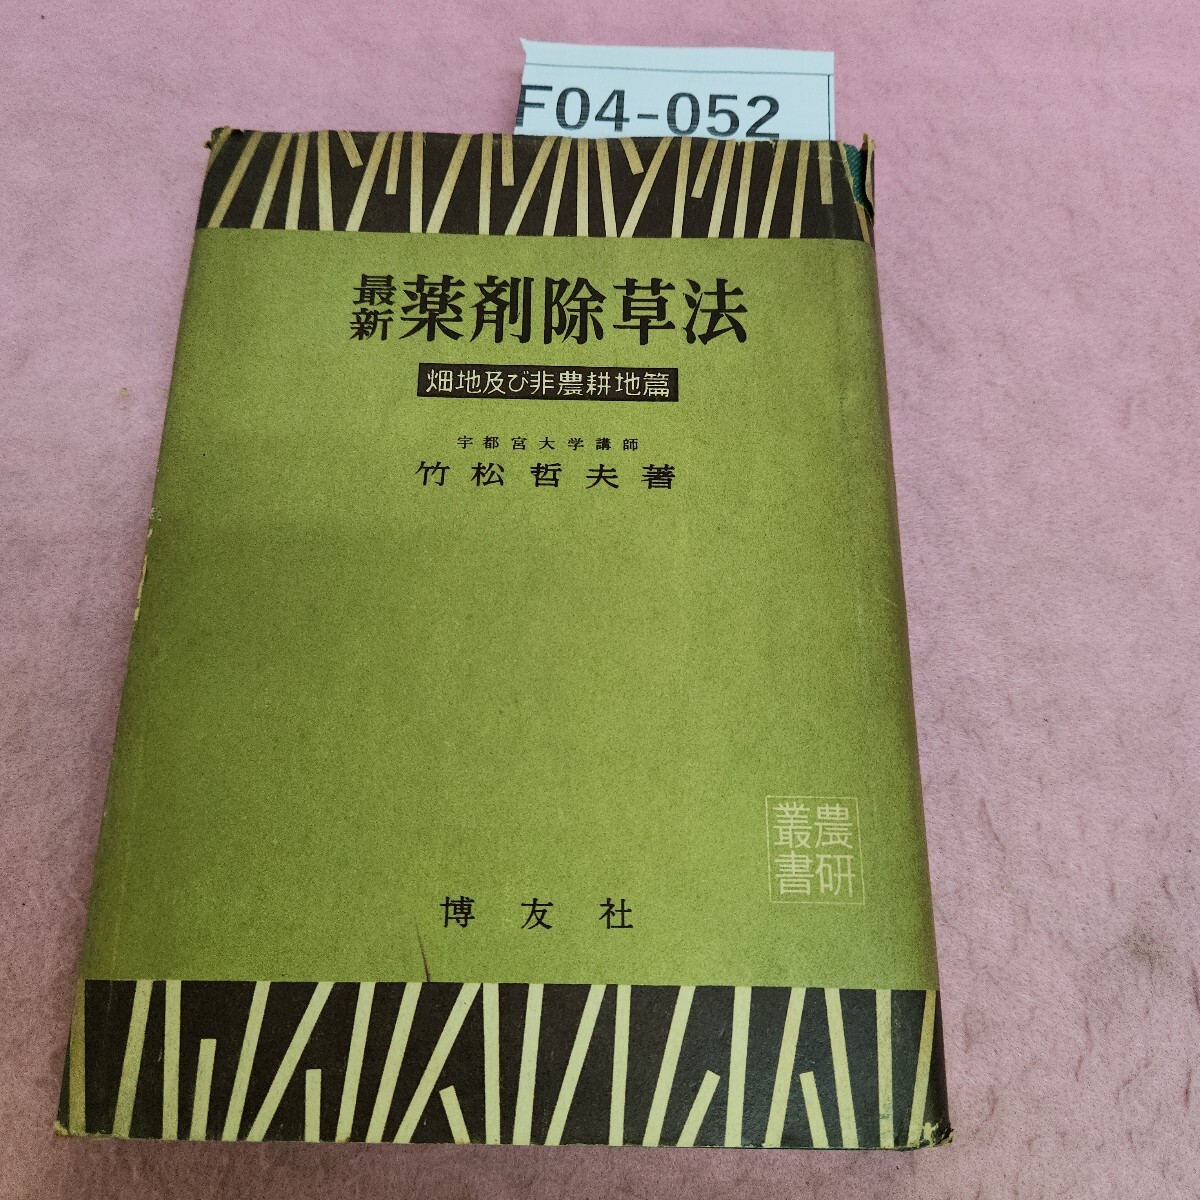 F04-052
最新 薬剤除草法
畑地及び非農耕地篇
宇都宮大学講師
竹松哲夫著
農研
叢書
博友社